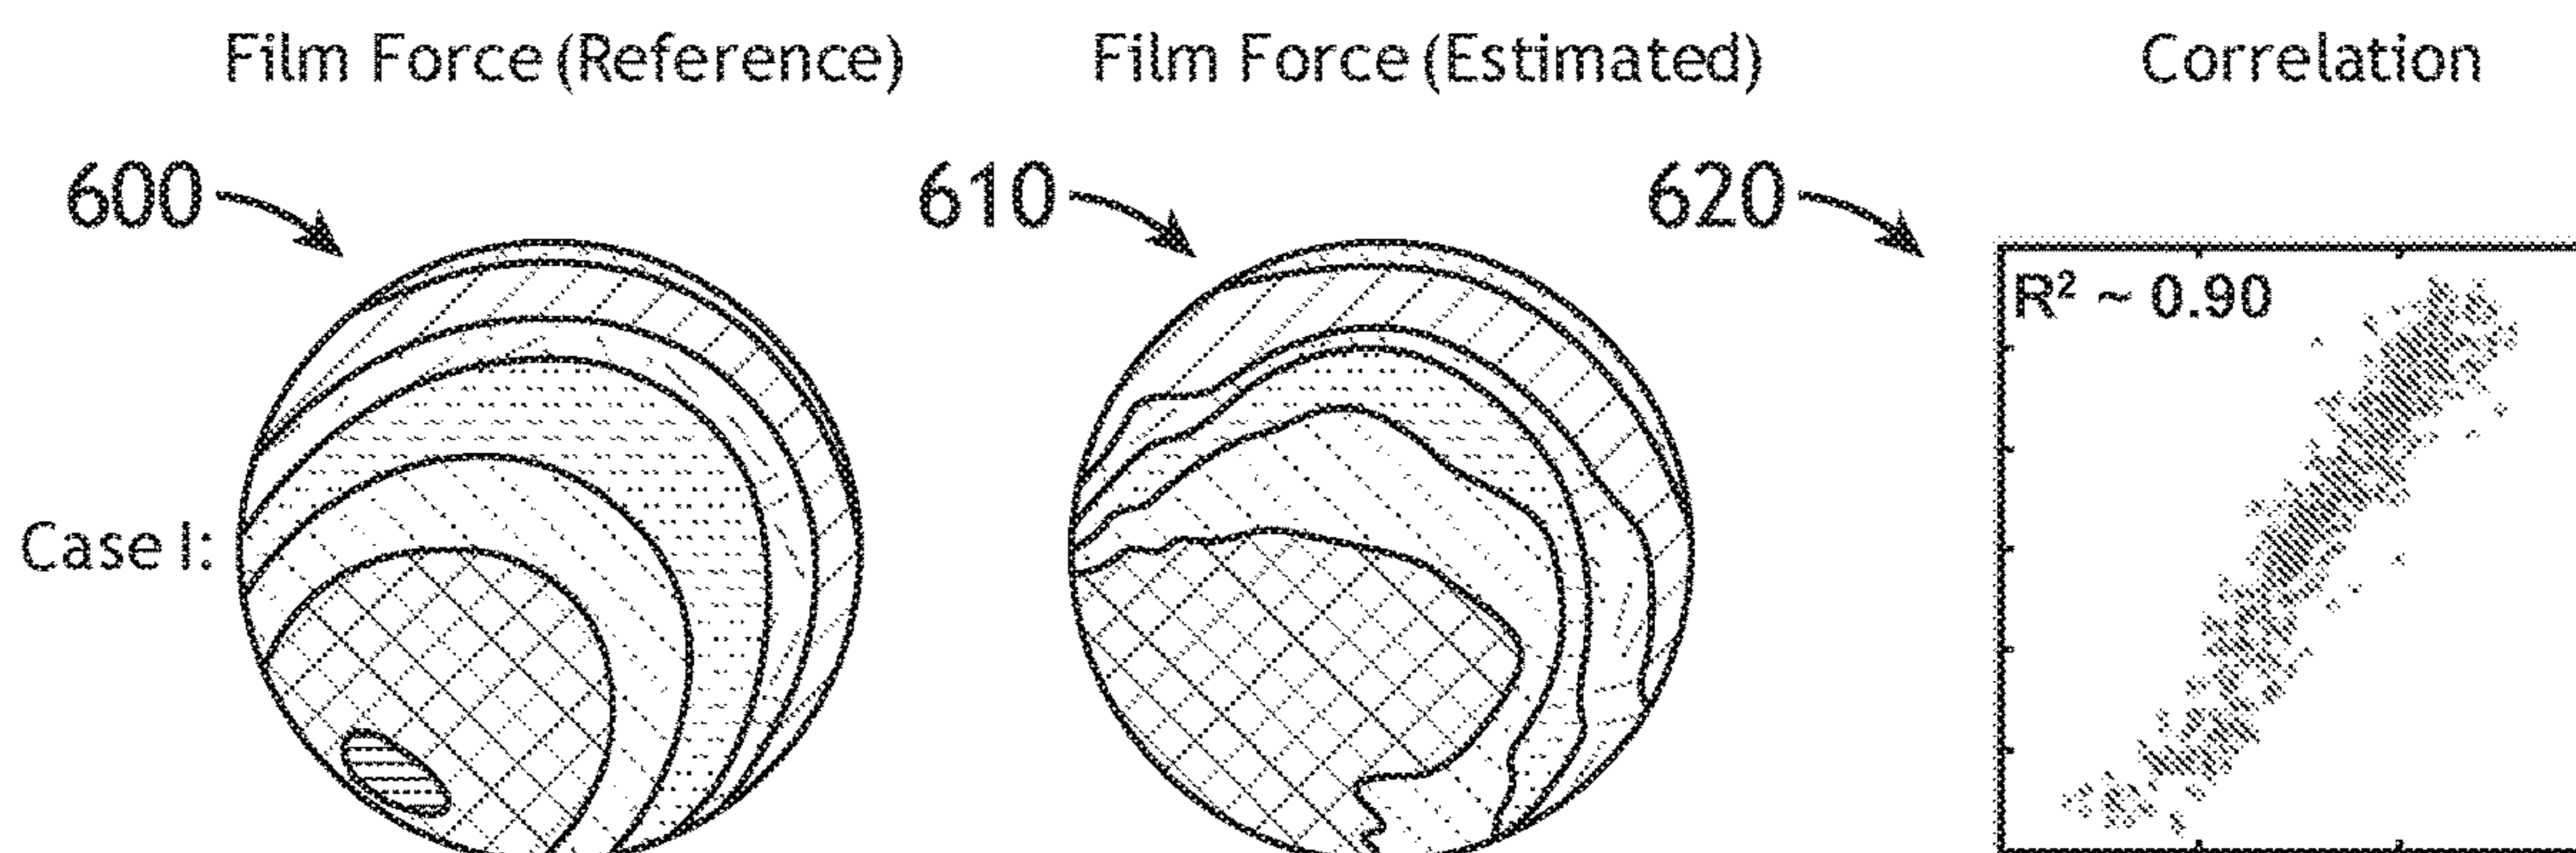 Film Force (Reference) Film Force (Estimated) Correlation
600 610 620
R² ~ 0.90
Case I: